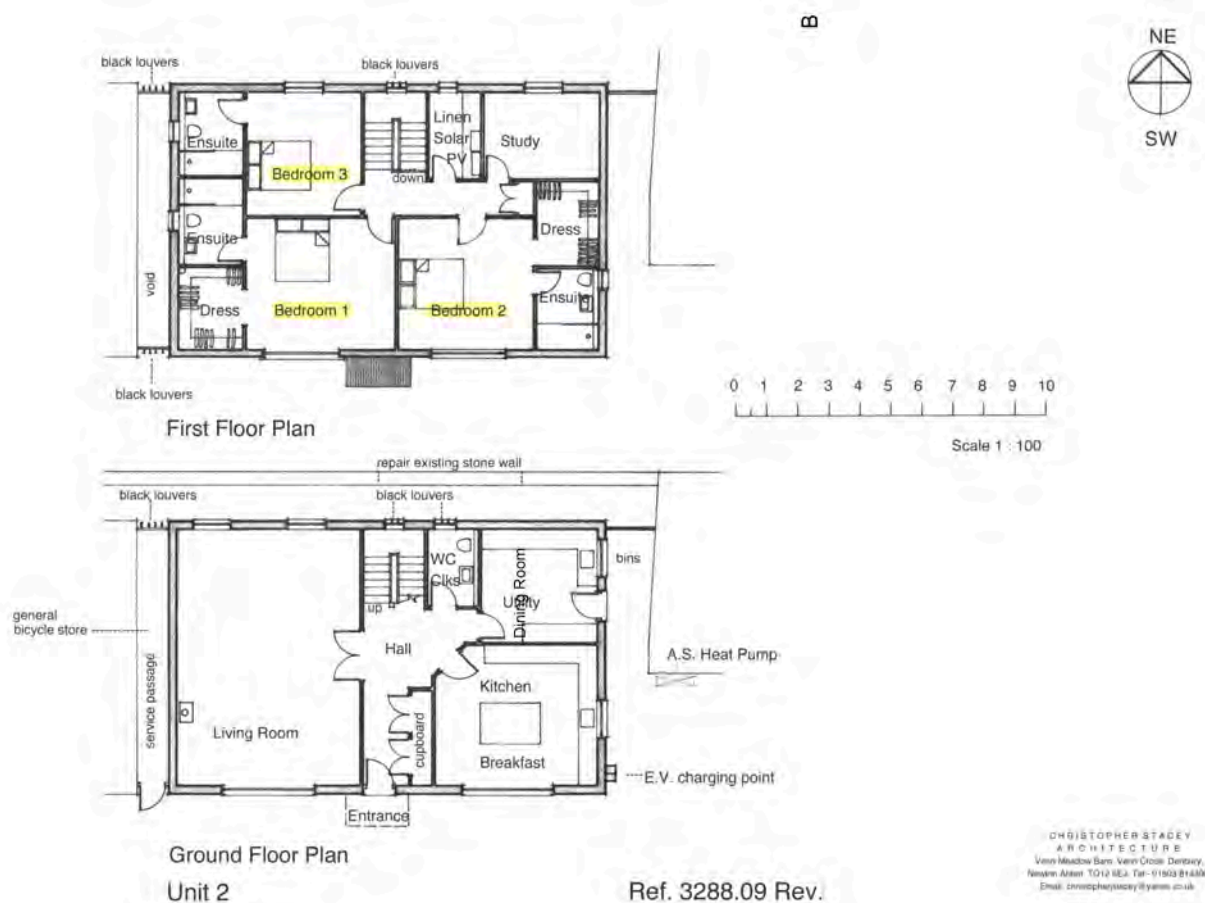 B
NE
SW
black louvers
black louvers
Ensuite
Bedroom 3
down
Linen
Solar
PV
Study
Ensuite
Dress
void
Dress
Bedroom 1
Bedroom 2
Ensuite
black louvers
First Floor Plan
0 1 2 3 4 5 6 7 8 9 10
Scale 1 : 100
repair existing stone wall
black louvers
black louvers
WC
Clks
Dining Room
Utility
bins
up
general
bicycle store
Hall
A.S. Heat Pump
Kitchen
service passage
Living Room
cupboard
Breakfast
E.V. charging point
Entrance
Ground Floor Plan
Unit 2
Ref. 3288.09 Rev.
CHRISTOPHER STACEY
ARCHITECTURE